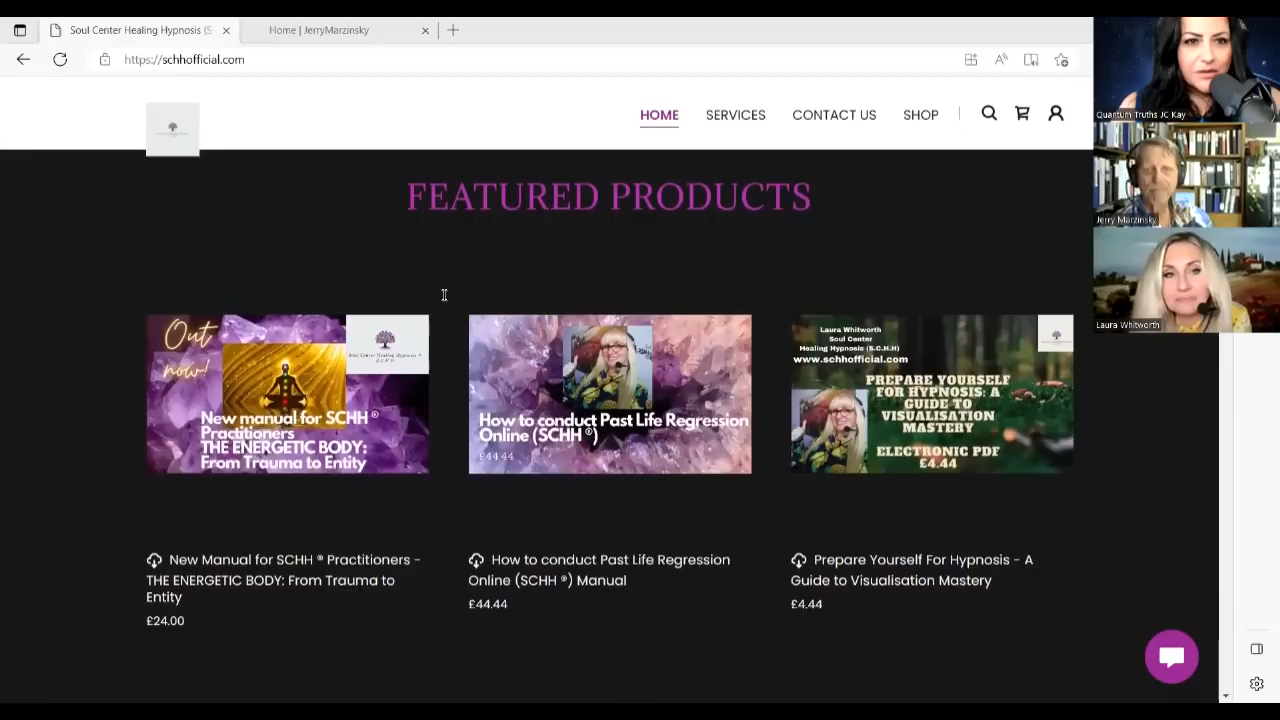 Soul Center Healing Hypnosis (S
Home | JerryMarzinsky
https://schhofficial.com
HOME
SERVICES
CONTACT US
SHOP
Quantum Truths JC Kay
Jerry Marzinsky
Laura Whitworth
FEATURED PRODUCTS
Out
now!
Soul Center Healing Hypnosis ®
S.C.H.H
New manual for SCHH ®
Practitioners
THE ENERGETIC BODY:
From Trauma to Entity
How to conduct Past Life Regression
Online (SCHH ®)
£44.44
Laura Whitworth
Soul Center
Healing Hypnosis (S.C.H.H)
www.schhofficial.com
PREPARE YOURSELF
FOR HYPNOSIS: A
GUIDE TO
VISUALISATION
MASTERY
ELECTRONIC PDF
£4.44
New Manual for SCHH ® Practitioners -
THE ENERGETIC BODY: From Trauma to
Entity
£24.00
How to conduct Past Life Regression
Online (SCHH ®) Manual
£44.44
Prepare Yourself For Hypnosis - A
Guide to Visualisation Mastery
£4.44